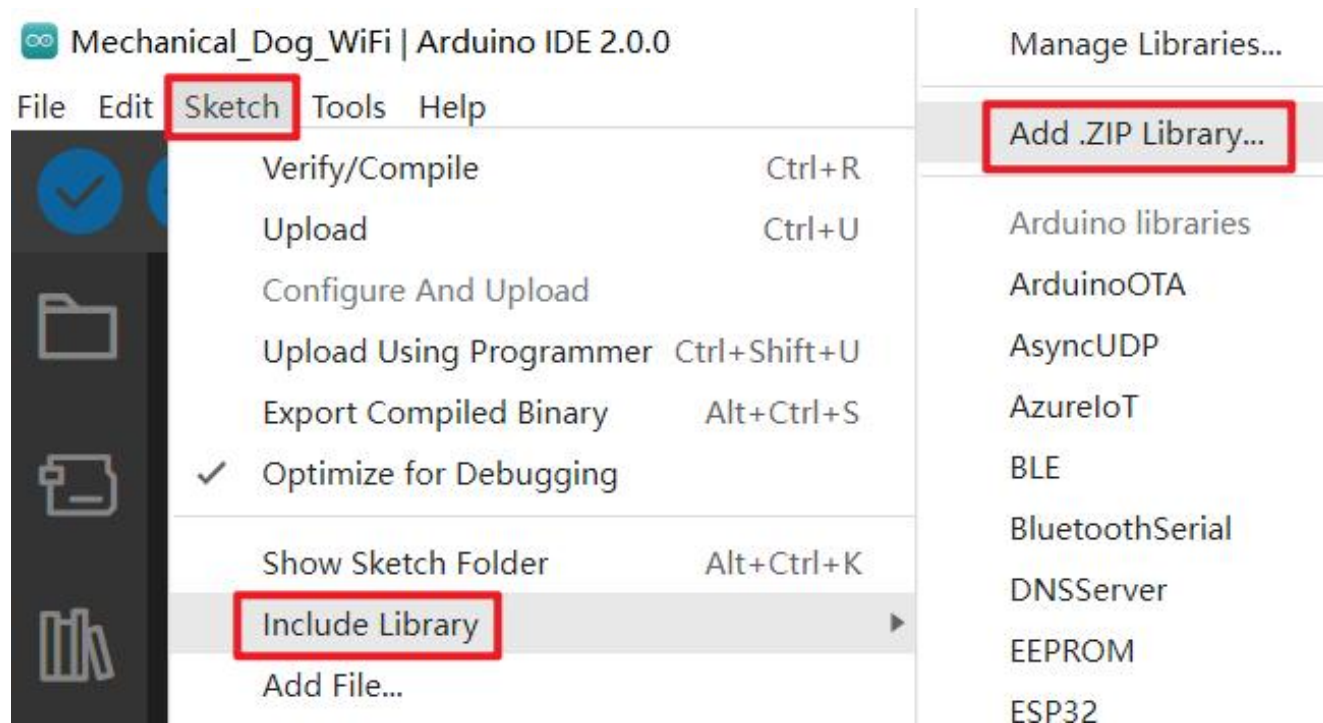 Mechanical_Dog_WiFi | Arduino IDE 2.0.0
File Edit Sketch Tools Help
Verify/Compile Ctrl+R
Upload Ctrl+U
Configure And Upload
Upload Using Programmer Ctrl+Shift+U
Export Compiled Binary Alt+Ctrl+S
Optimize for Debugging
Show Sketch Folder Alt+Ctrl+K
Include Library
Add File...
Manage Libraries...
Add .ZIP Library...
Arduino libraries
ArduinoOTA
AsyncUDP
AzureIoT
BLE
BluetoothSerial
DNSServer
EEPROM
ESP32